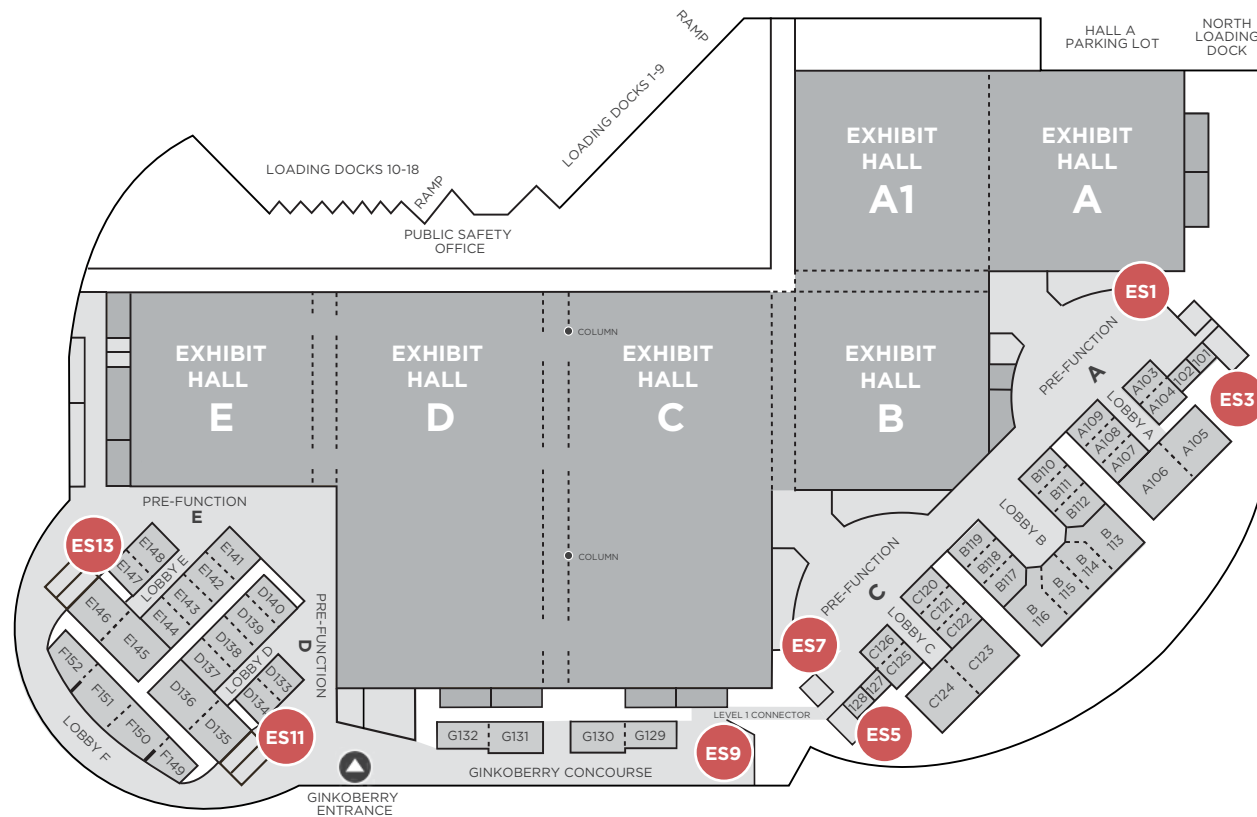 RAMP
HALL A
PARKING LOT
NORTH
LOADING
DOCK
LOADING DOCKS 1-9
LOADING DOCKS 10-18
RAMP
PUBLIC SAFETY
OFFICE
EXHIBIT
HALL
A1
EXHIBIT
HALL
A
ES1
EXHIBIT
HALL
E
EXHIBIT
HALL
D
COLUMN
EXHIBIT
HALL
C
EXHIBIT
HALL
B
PRE-FUNCTION
A
ES3
101
102
A103
A104
LOBBY A
A105
A106
A107
A108
A109
B110
B111
B112
LOBBY B
B
113
B
114
B
115
B
116
B117
B118
B119
PRE-FUNCTION
C
C120
C121
C122
LOBBY C
C123
C124
C125
C126
127
128
ES7
ES5
COLUMN
PRE-FUNCTION
E
ES13
E148
E147
LOBBY E
E141
E142
E143
E144
E146
E145
PRE-FUNCTION
D
D140
D139
D138
D137
LOBBY D
D133
D134
D136
D135
F152
F151
F150
F149
LOBBY F
ES11
LEVEL 1 CONNECTOR
G132
G131
G130
G129
ES9
GINKOBERRY CONCOURSE
GINKOBERRY
ENTRANCE